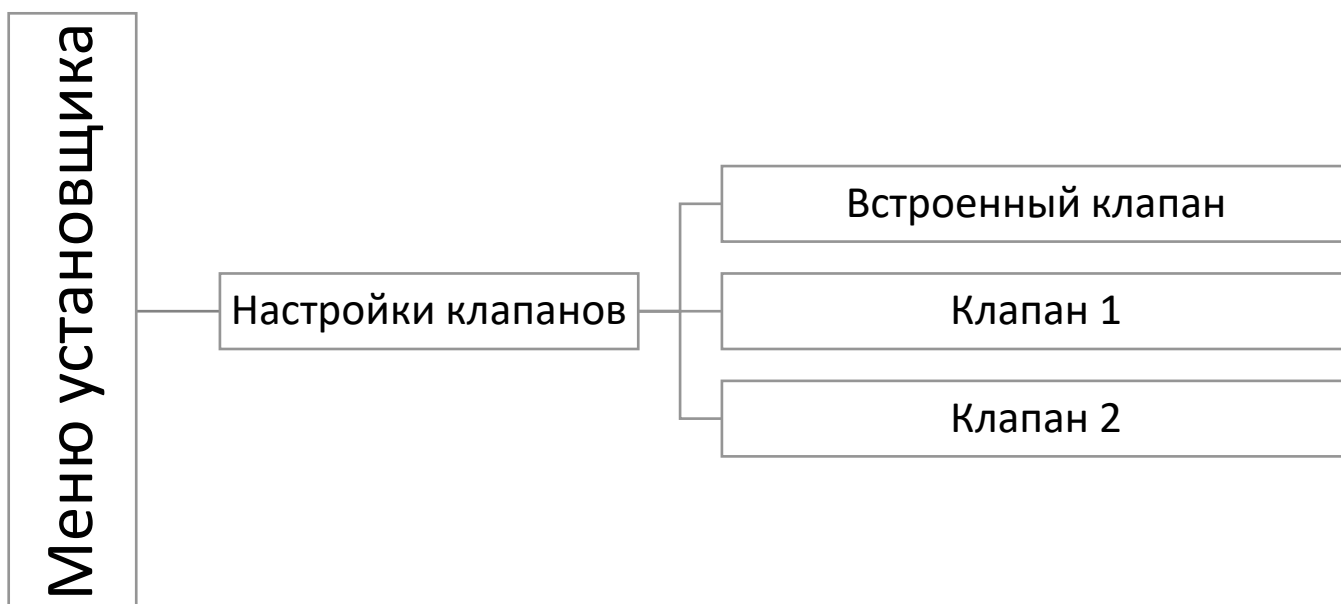 Меню установщика
Настройки клапанов
Встроенный клапан
Клапан 1
Клапан 2